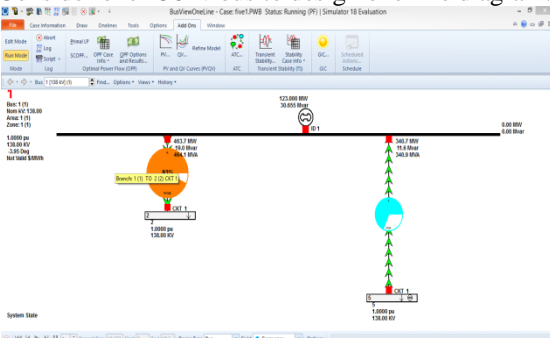 BusViewOneLine - Case: five1.PWB Status: Running (PF) | Simulator 18 Evaluation
File Case Information Draw Onelines Tools Options Add Ons Window
Edit Mode
Run Mode
Mode
Abort
Log
Script
Log
Primal LP
SCOPF...
OPF Case Info
OPF Options and Results...
Optimal Power Flow (OPF)
PV... QV... Refine Model
PV and QV Curves (PVQV)
ATC...
ATC
Transient Stability...
Stability Case Info
Transient Stability (TS)
GIC...
GIC
Scheduled Actions...
Schedule
Bus 1 [138 kV] (1) Find... Options Views History
1
Bus: 1 (1)
Nom kV: 138.00
Area: 1 (1)
Zone: 1 (1)
1.0000 pu
-3.95 Deg
Not Valid $/MWh
123.000 MW
30.855 Mvar
ID 1
0.00 MW
0.00 Mvar
463.7 MW
19.0 Mvar
464.1 MVA
340.7 MW
11.6 Mvar
340.9 MVA
Branch: 1 (1) TO 2 (2) CKT 1
CKT 1
2
2
1.0000 pu
138.00 KV
CKT 1
5
5
1.0000 pu
138.00 KV
System State